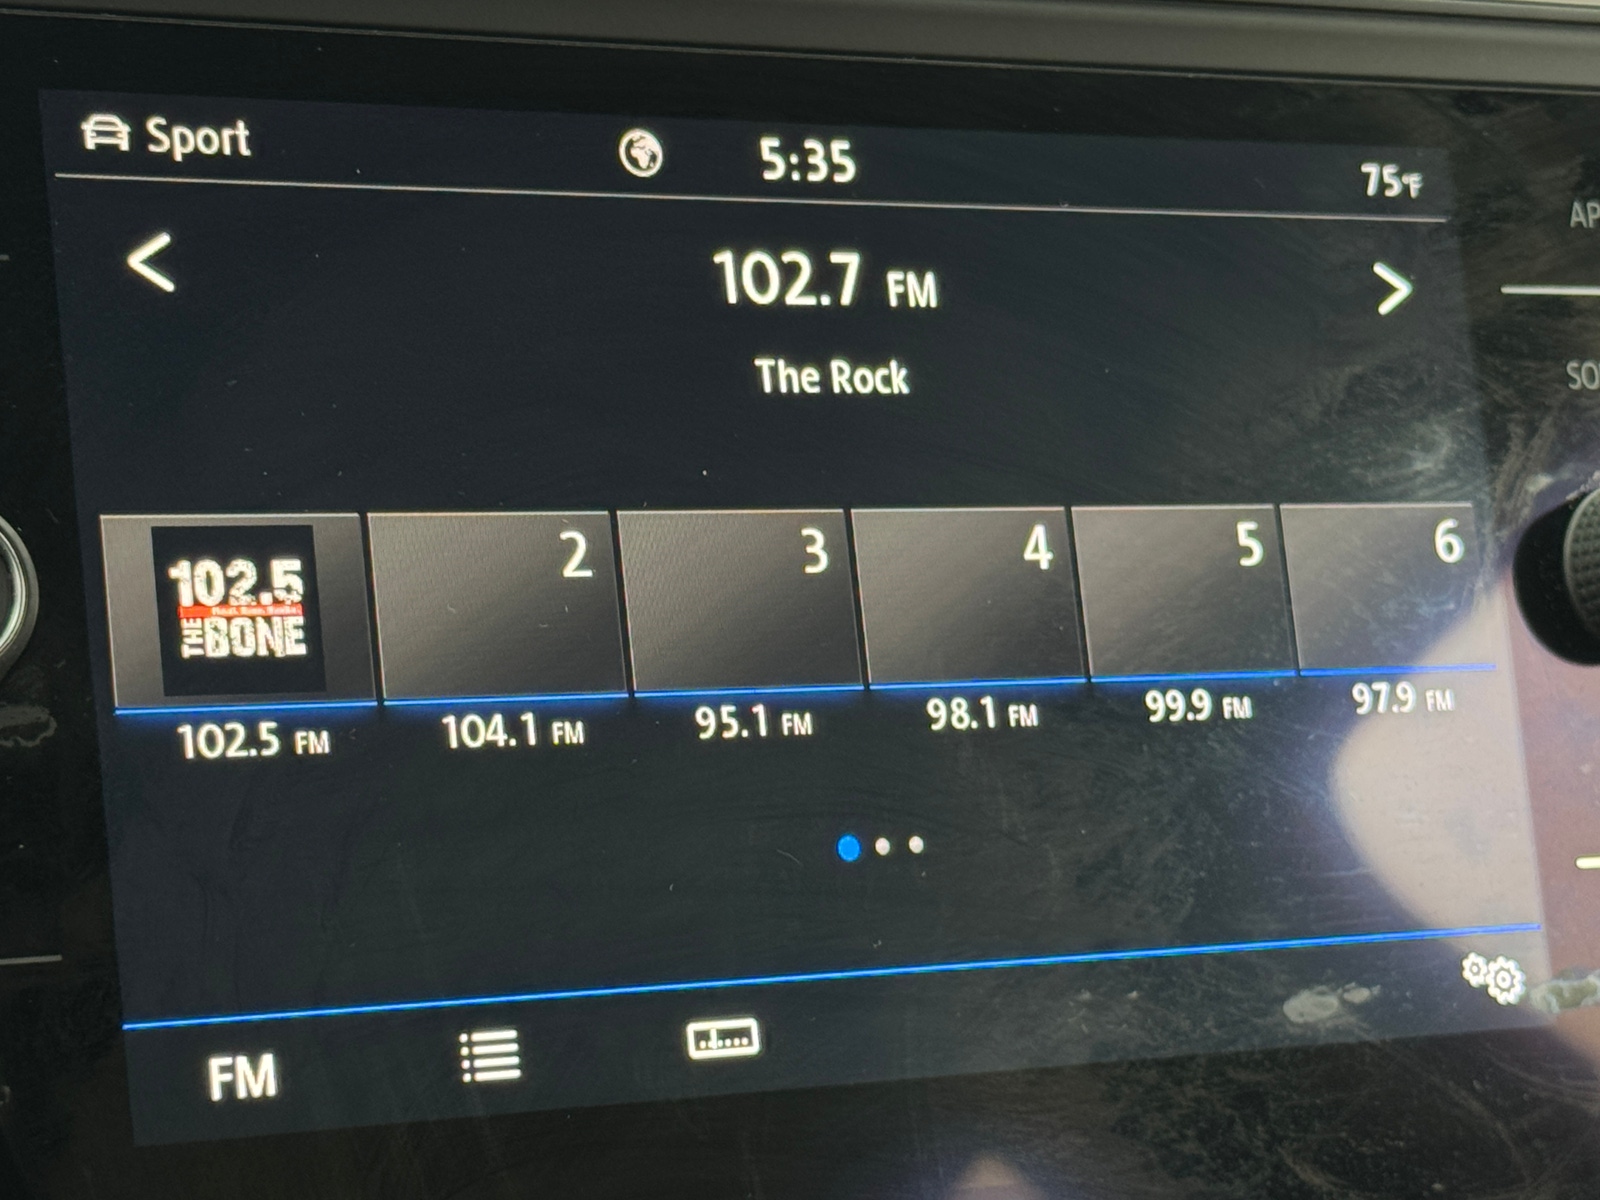 Sport
5:35
75°F
102.7 FM
The Rock
102.5
THE BONE
2
3
4
5
6
102.5 FM
104.1 FM
95.1 FM
98.1 FM
99.9 FM
97.9 FM
FM